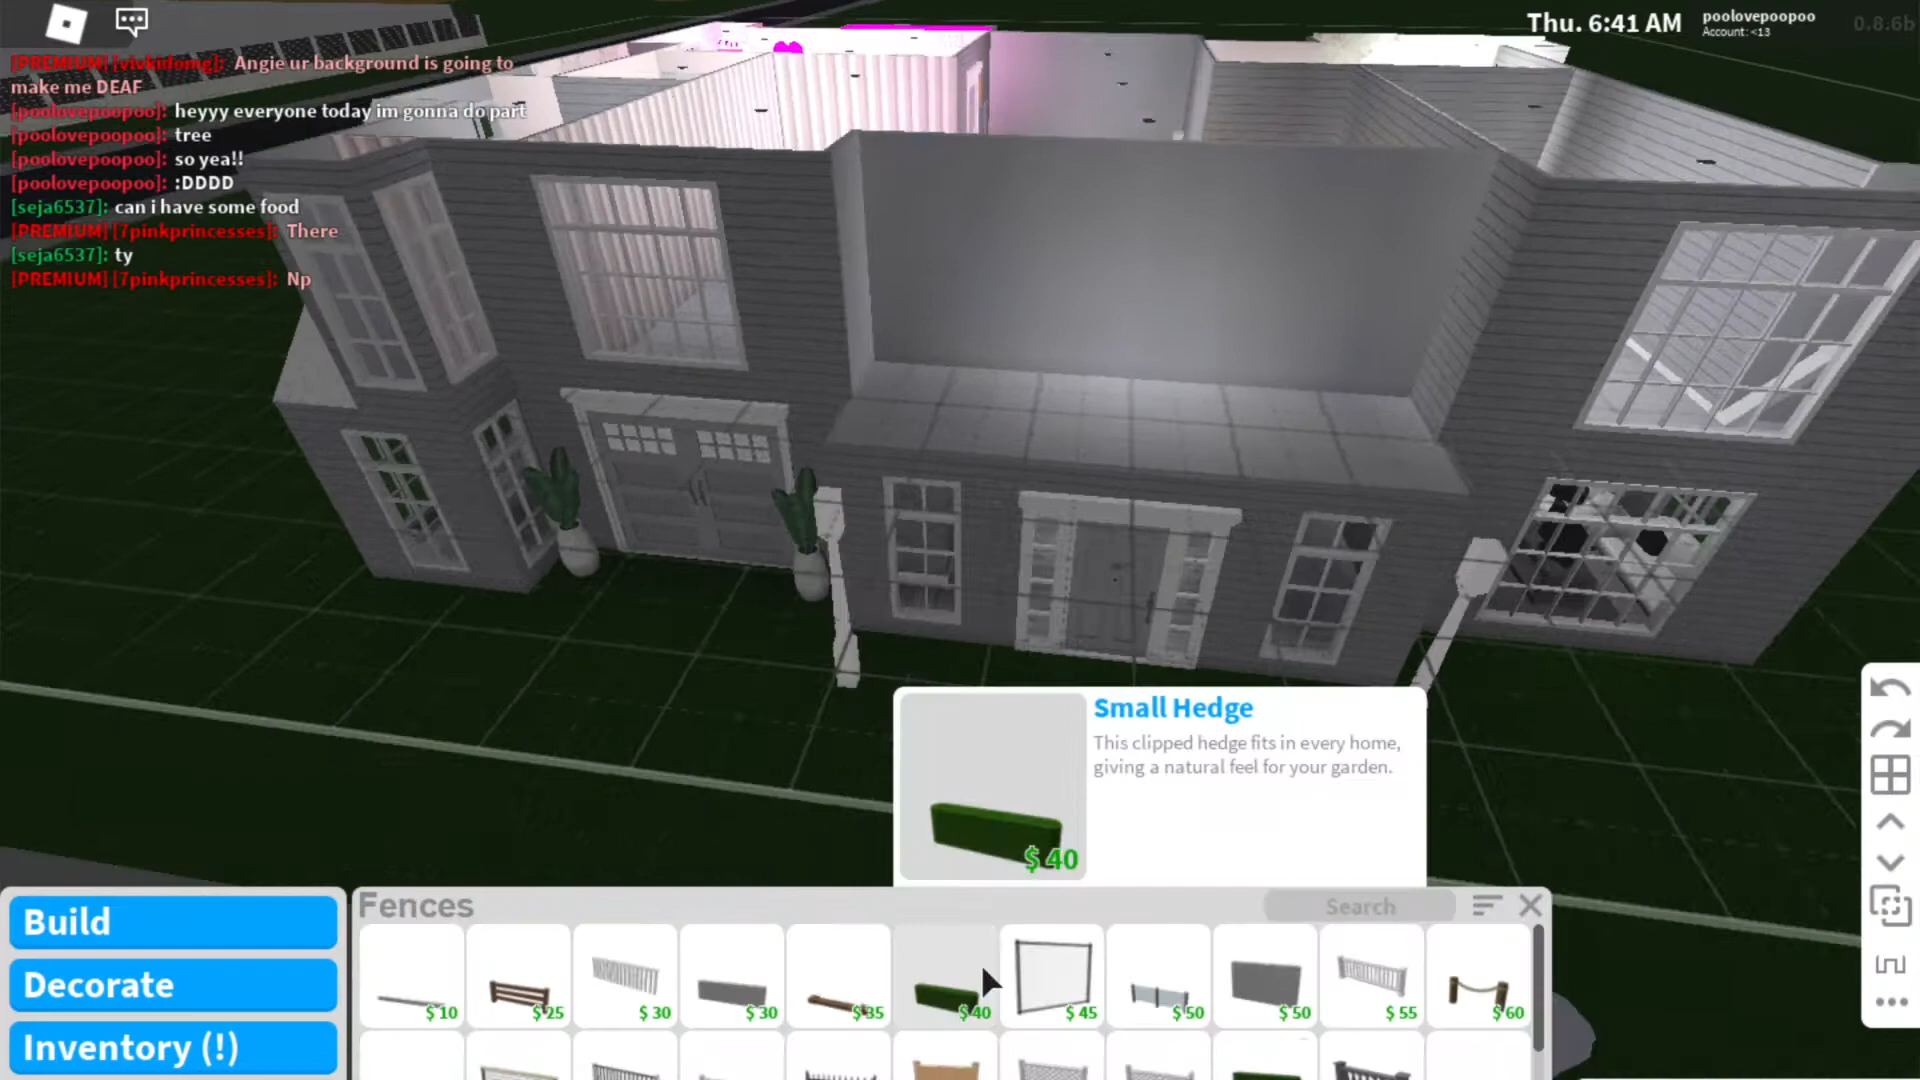 Thu. 6:41 AM
poolovepoopoo
Account: <13
0.8.6b
[PREMIUM] [vivkidomg]: Angie ur background is going to
make me DEAF
[poolovepoopoo]: heyyy everyone today im gonna do part
[poolovepoopoo]: tree
[poolovepoopoo]: so yea!!
[poolovepoopoo]: :DDDD
[seja6537]: can i have some food
[PREMIUM] [7pinkprincesses]: There
[seja6537]: ty
[PREMIUM] [7pinkprincesses]: Np
Small Hedge
This clipped hedge fits in every home,
giving a natural feel for your garden.
$ 40
Build
Decorate
Inventory (!)
Fences
Search
$ 10
$ 25
$ 30
$ 30
$ 35
$ 40
$ 45
$ 50
$ 50
$ 55
$ 60